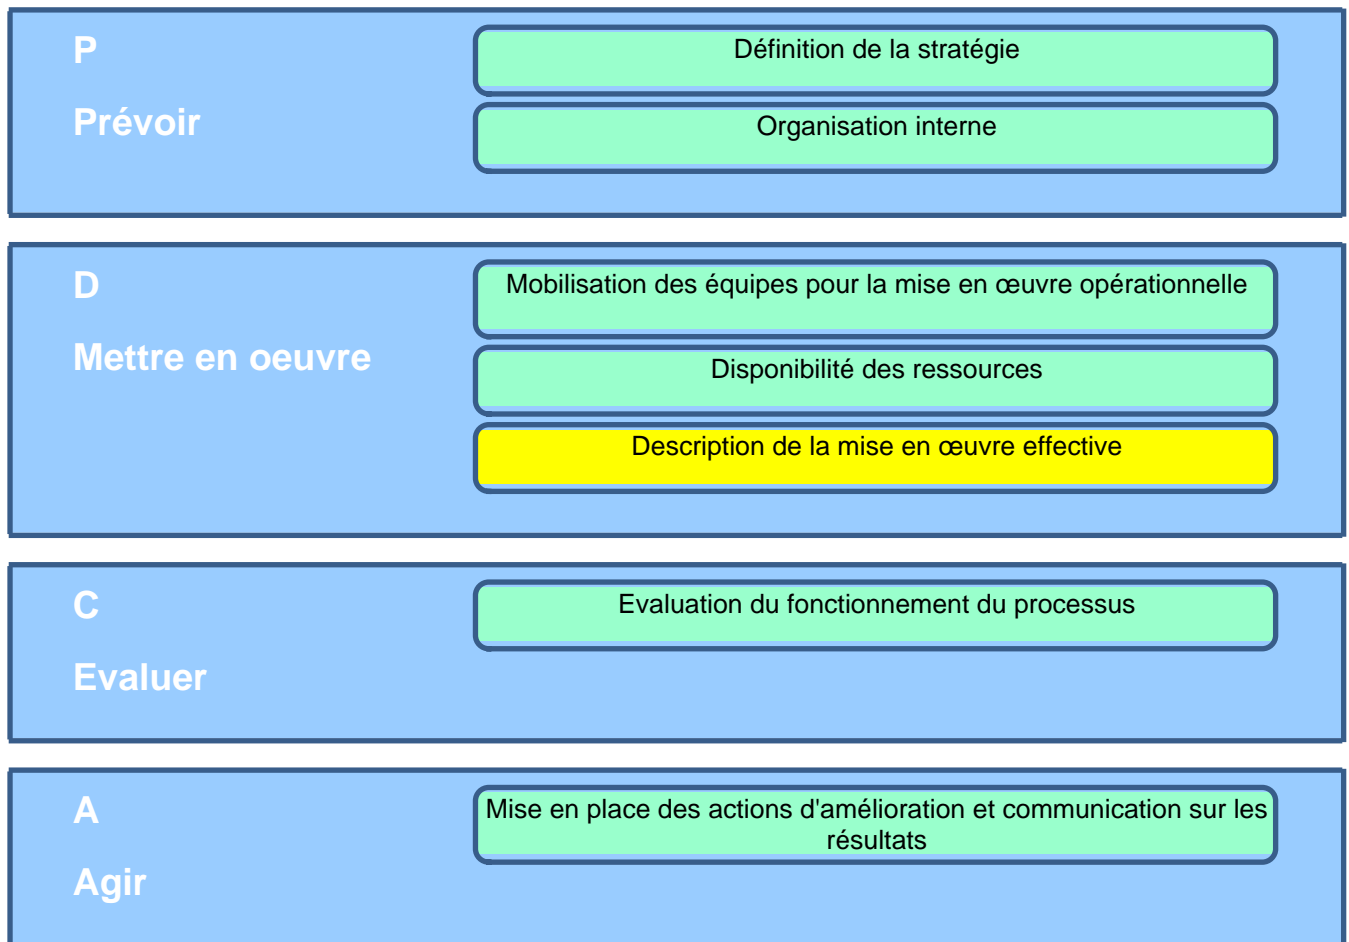 P
Prévoir
Définition de la stratégie
Organisation interne
D
Mettre en oeuvre
Mobilisation des équipes pour la mise en œuvre opérationnelle
Disponibilité des ressources
Description de la mise en œuvre effective
C
Evaluer
Evaluation du fonctionnement du processus
A
Agir
Mise en place des actions d'amélioration et communication sur les
résultats